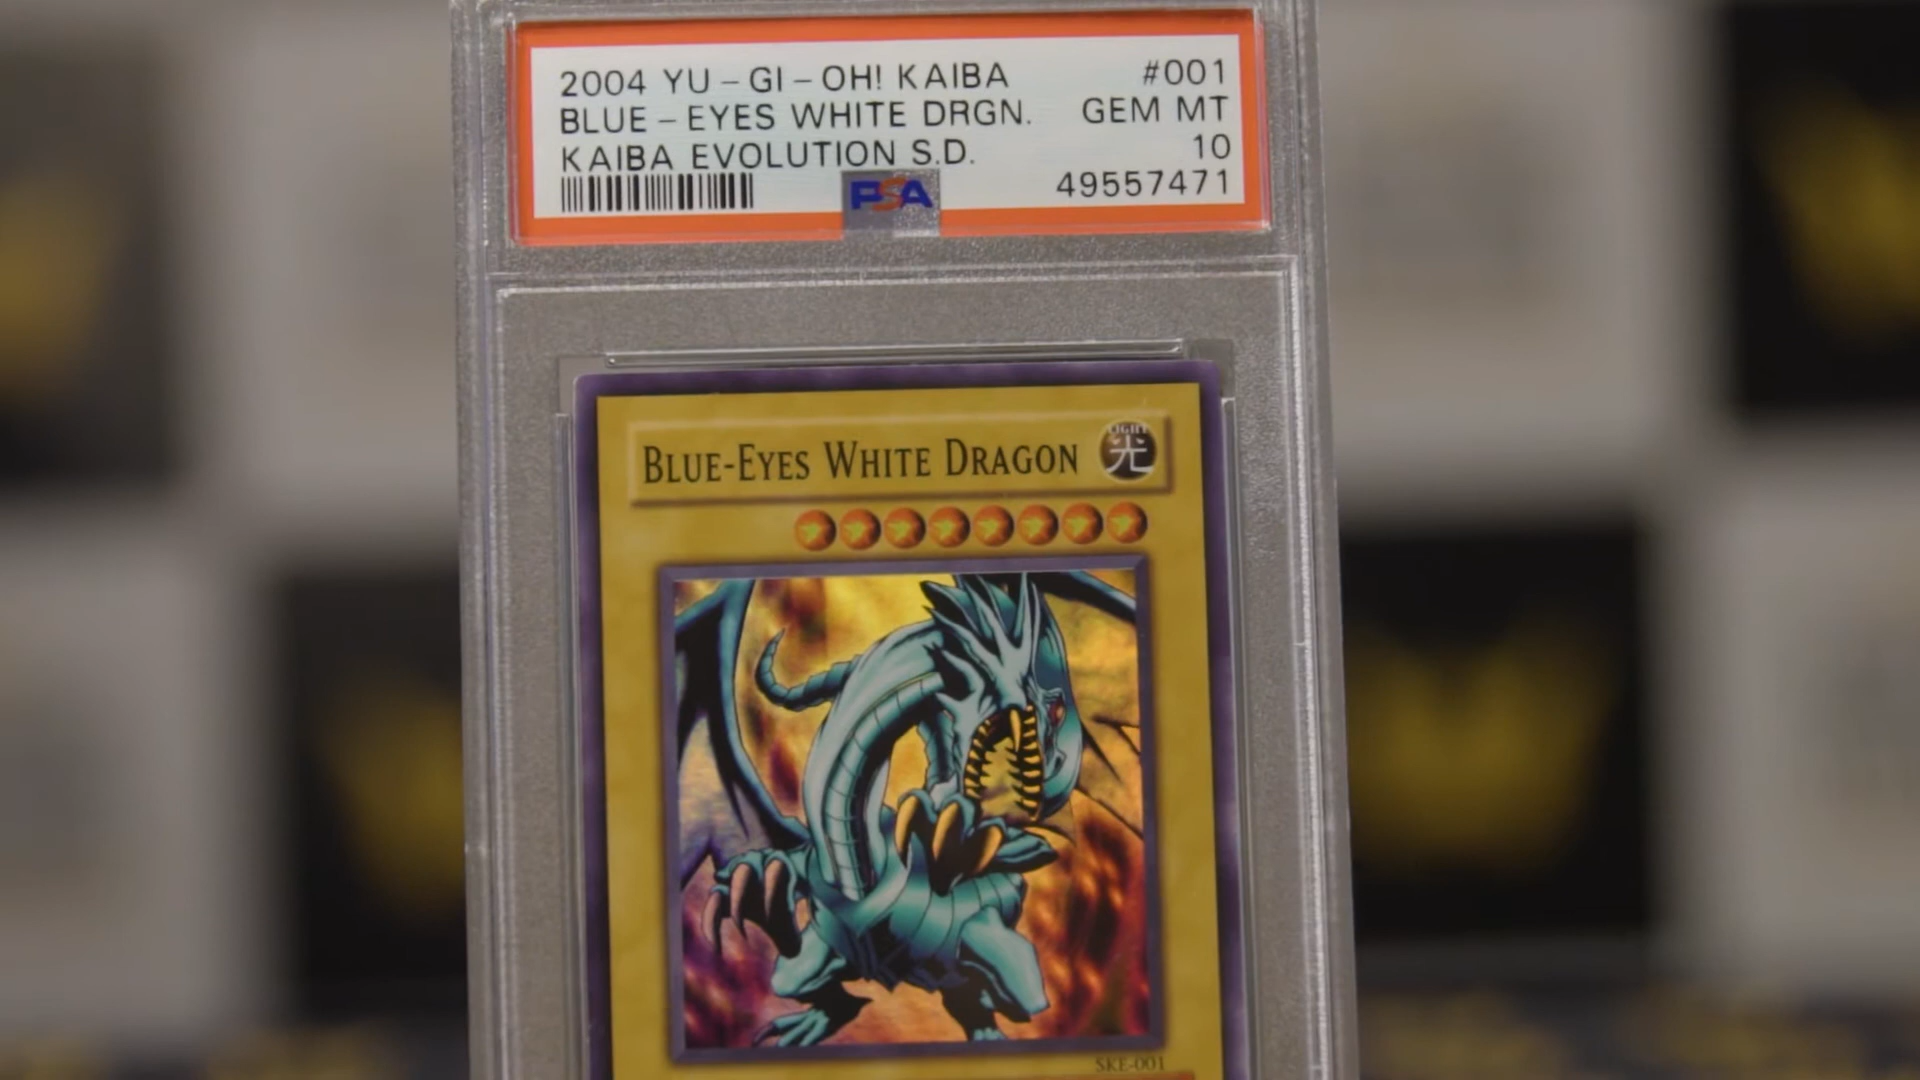 2004 YU-GI-OH! KAIBA #001
BLUE-EYES WHITE DRGN. GEM MT
KAIBA EVOLUTION S.D. 10
PSA 49557471
BLUE-EYES WHITE DRAGON
LIGHT
光
SKE-001